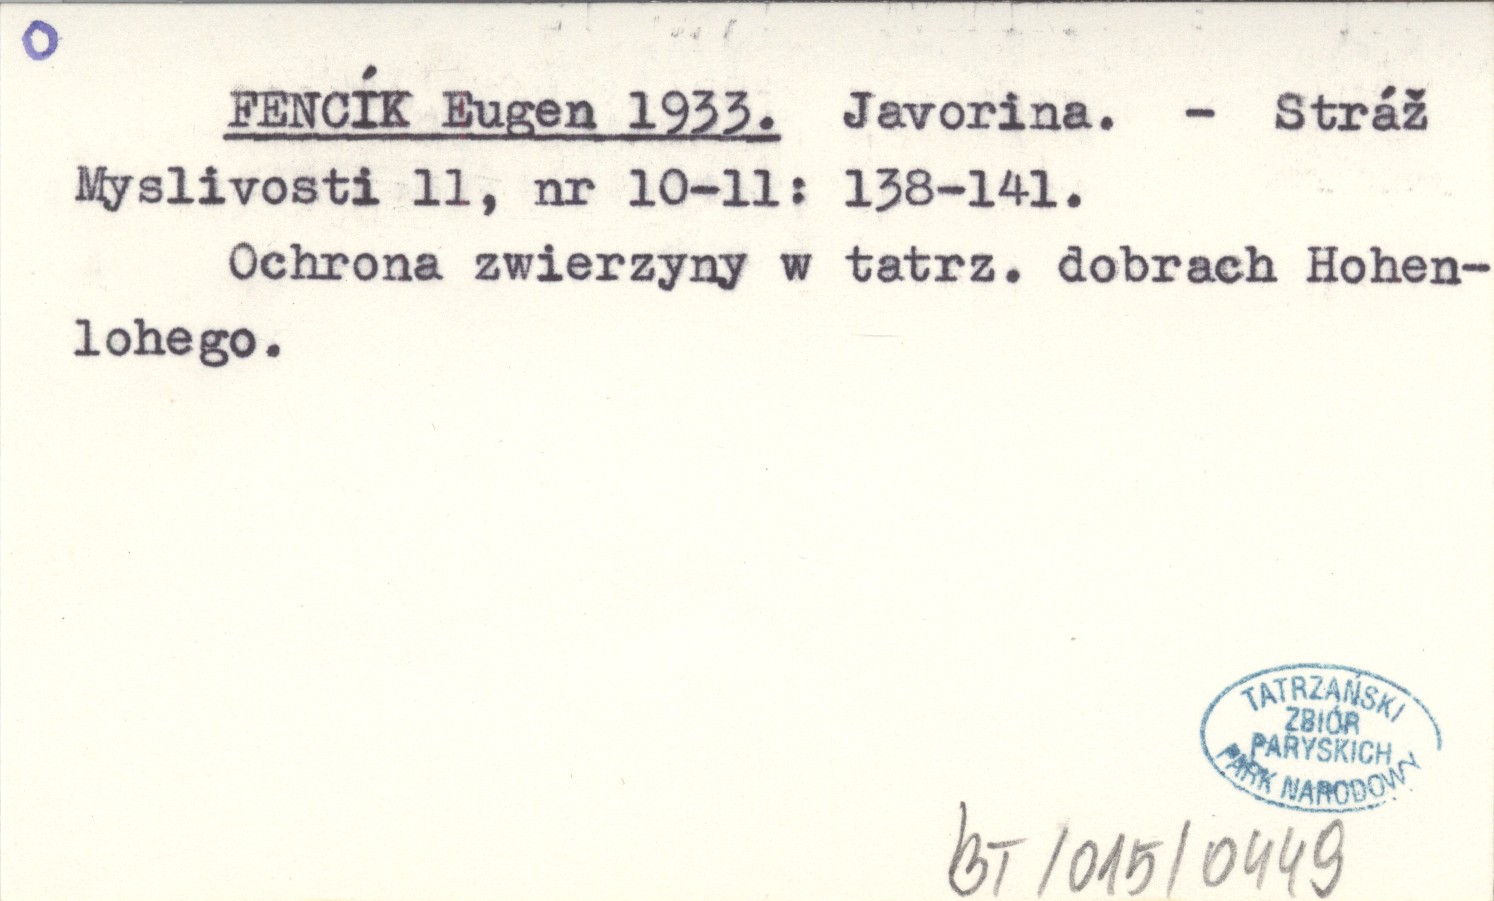 O
FENCÍK Eugen 1933. Javorina. - Stráž
Myslivosti 11, nr 10-11: 138-141.
Ochrona zwierzyny w tatrz. dobrach Hohen-
lohego.
TATRZAŃSKI
ZBIÓR
PARYSKICH
PARK NARODOWY
BT/015/0449